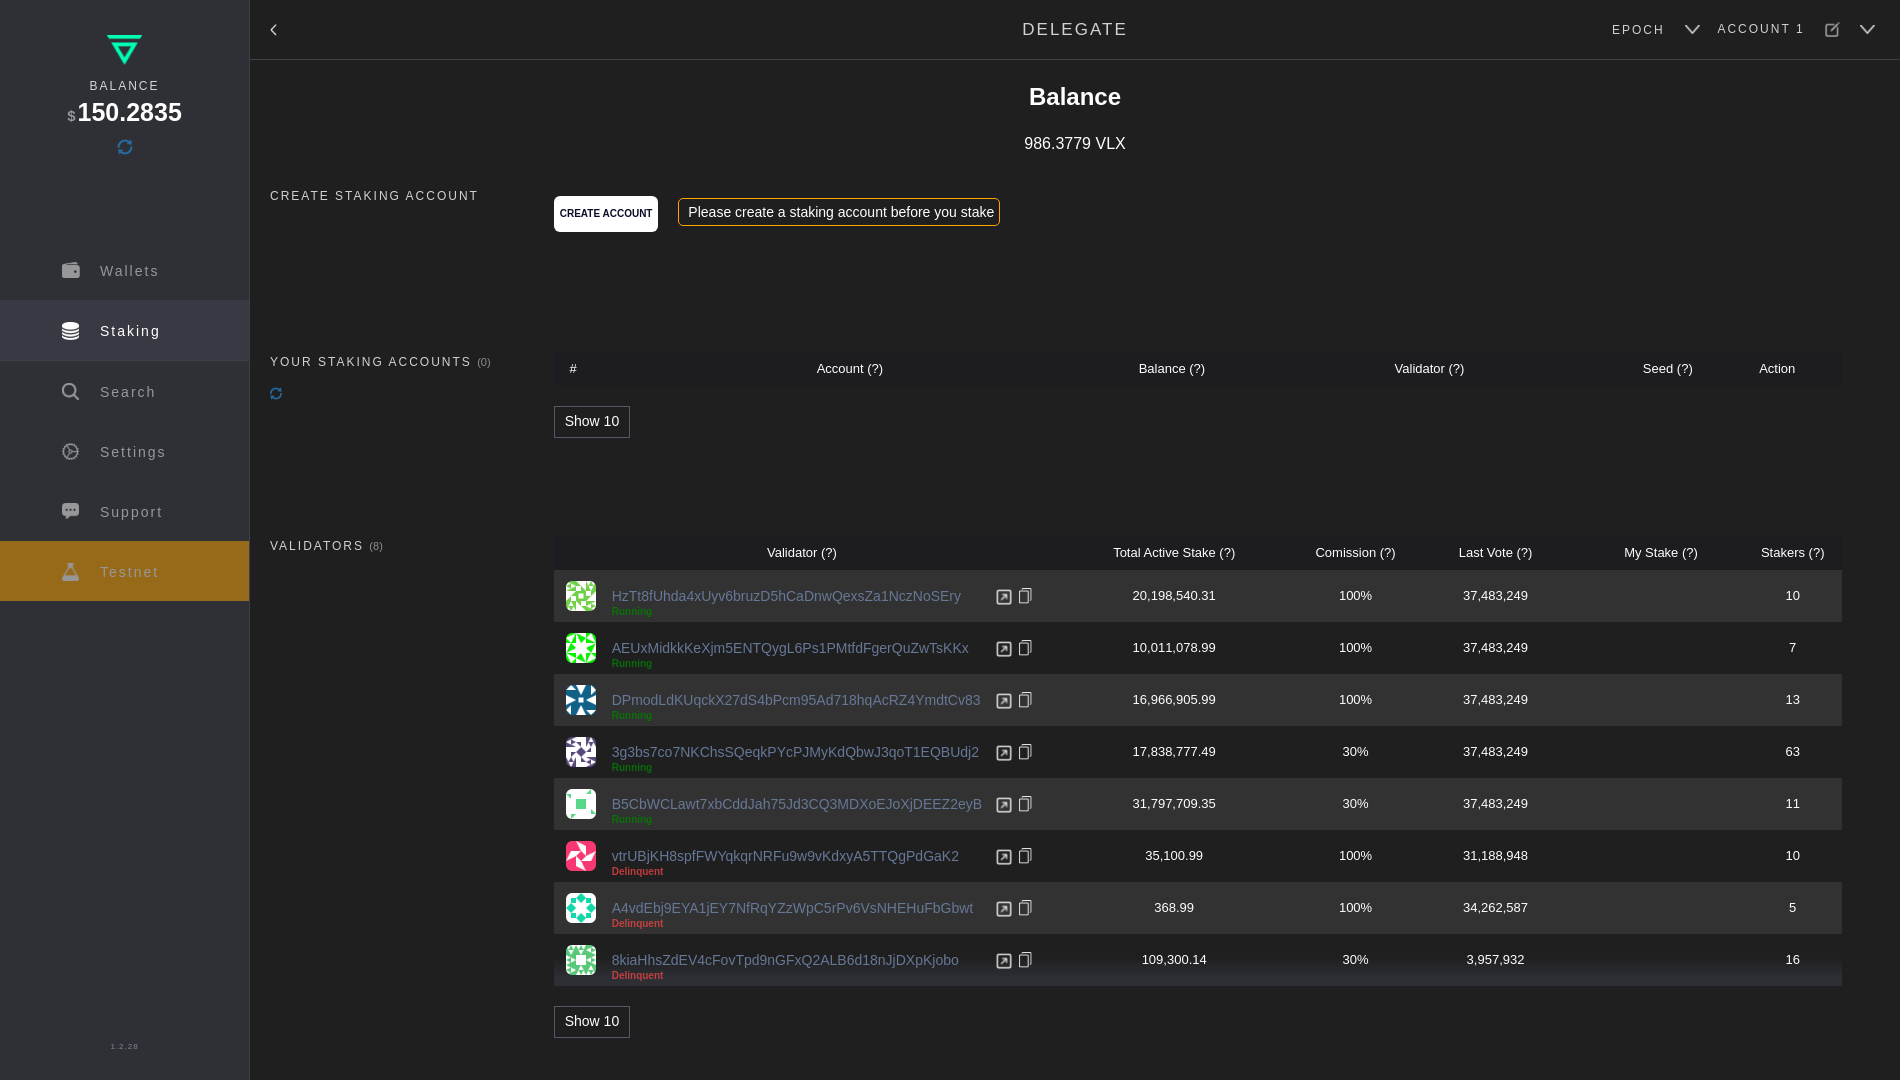 BALANCE
$150.2835
Wallets
Staking
Search
Settings
Support
Testnet
1.2.28
DELEGATE
EPOCH
ACCOUNT 1
Balance
986.3779 VLX
CREATE STAKING ACCOUNT
CREATE ACCOUNT
Please create a staking account before you stake
YOUR STAKING ACCOUNTS (0)
# Account (?) Balance (?) Validator (?) Seed (?) Action
Show 10
VALIDATORS (8)
Validator (?) Total Active Stake (?) Comission (?) Last Vote (?) My Stake (?) Stakers (?)
HzTt8fUhda4xUyv6bruzD5hCaDnwQexsZa1NczNoSEry 20,198,540.31 100% 37,483,249 10
Running
AEUxMidkkKeXjm5ENTQygL6Ps1PMtfdFgerQuZwTsKKx 10,011,078.99 100% 37,483,249 7
Running
DPmodLdKUqckX27dS4bPcm95Ad718hqAcRZ4YmdtCv83 16,966,905.99 100% 37,483,249 13
Running
3g3bs7co7NKChsSQeqkPYcPJMyKdQbwJ3qoT1EQBUdj2 17,838,777.49 30% 37,483,249 63
Running
B5CbWCLawt7xbCddJah75Jd3CQ3MDXoEJoXjDEEZ2eyB 31,797,709.35 30% 37,483,249 11
Running
vtrUBjKH8spfFWYqkqrNRFu9w9vKdxyA5TTQgPdGaK2 35,100.99 100% 31,188,948 10
Delinquent
A4vdEbj9EYA1jEY7NfRqYZzWpC5rPv6VsNHEHuFbGbwt 368.99 100% 34,262,587 5
Delinquent
8kiaHhsZdEV4cFovTpd9nGFxQ2ALB6d18nJjDXpKjobo 109,300.14 30% 3,957,932 16
Delinquent
Show 10